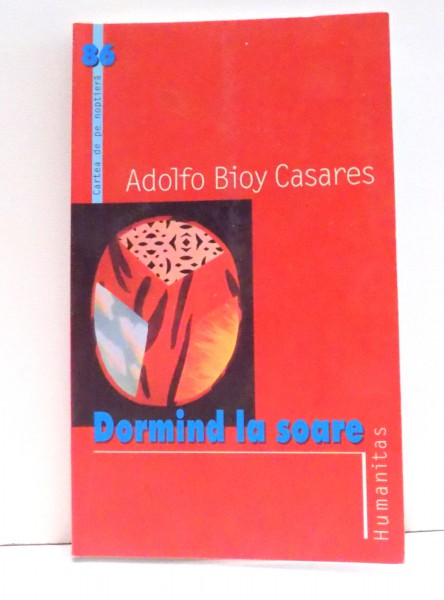 86
Cartea de pe noptieră
Adolfo Bioy Casares
Dormind la soare
Humanitas